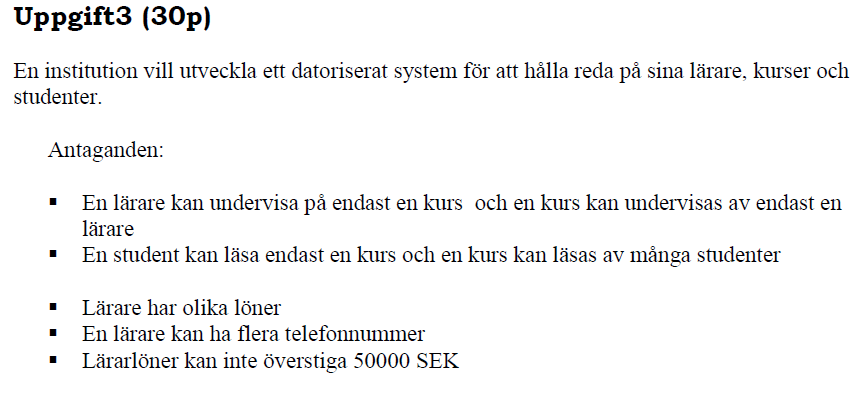 Uppgift3 (30p)
En institution vill utveckla ett datoriserat system för att hålla reda på sina lärare, kurser och
studenter.
Antaganden:
▪ En lärare kan undervisa på endast en kurs och en kurs kan undervisas av endast en
lärare
▪ En student kan läsa endast en kurs och en kurs kan läsas av många studenter
▪ Lärare har olika löner
▪ En lärare kan ha flera telefonnummer
▪ Lärarlöner kan inte överstiga 50000 SEK